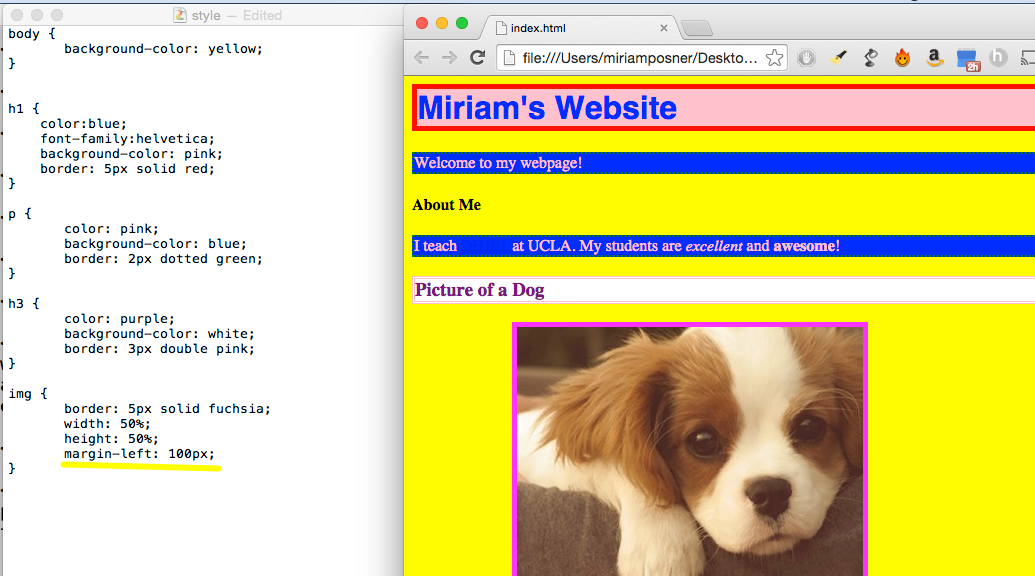 style — Edited
body {
background-color: yellow;
}
h1 {
color:blue;
font-family:helvetica;
background-color: pink;
border: 5px solid red;
}
p {
color: pink;
background-color: blue;
border: 2px dotted green;
}
h3 {
color: purple;
background-color: white;
border: 3px double pink;
}
img {
border: 5px solid fuchsia;
width: 50%;
height: 50%;
margin-left: 100px;
}
index.html
file:///Users/miriamposner/Deskto...
a
2h
h
Miriam's Website
Welcome to my webpage!
About Me
I teach at UCLA. My students are excellent and awesome!
Picture of a Dog